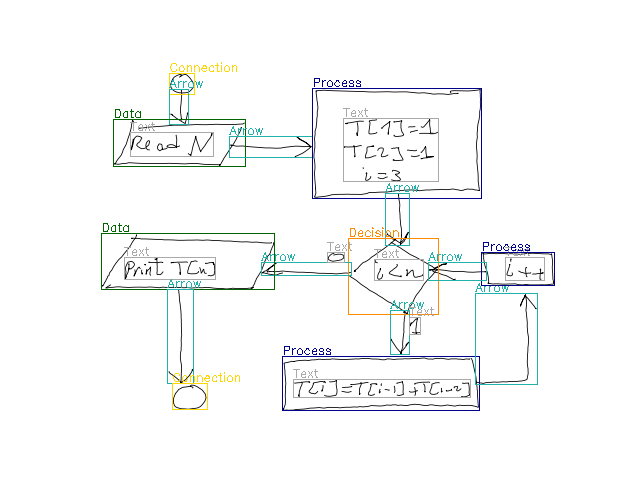 Connection
Arrow
Process
Data
Text
Read N
Arrow
Text
T[1]=1
T[2]=1
i=3
Arrow
Data
Text
Print T[n]
Arrow
Text
0
Arrow
Decision
Text
i<n
Arrow
Process
Text
i++
Arrow
Arrow
Text
1
Process
Text
T[i]=T[i-1]+T[i-2]
Connection